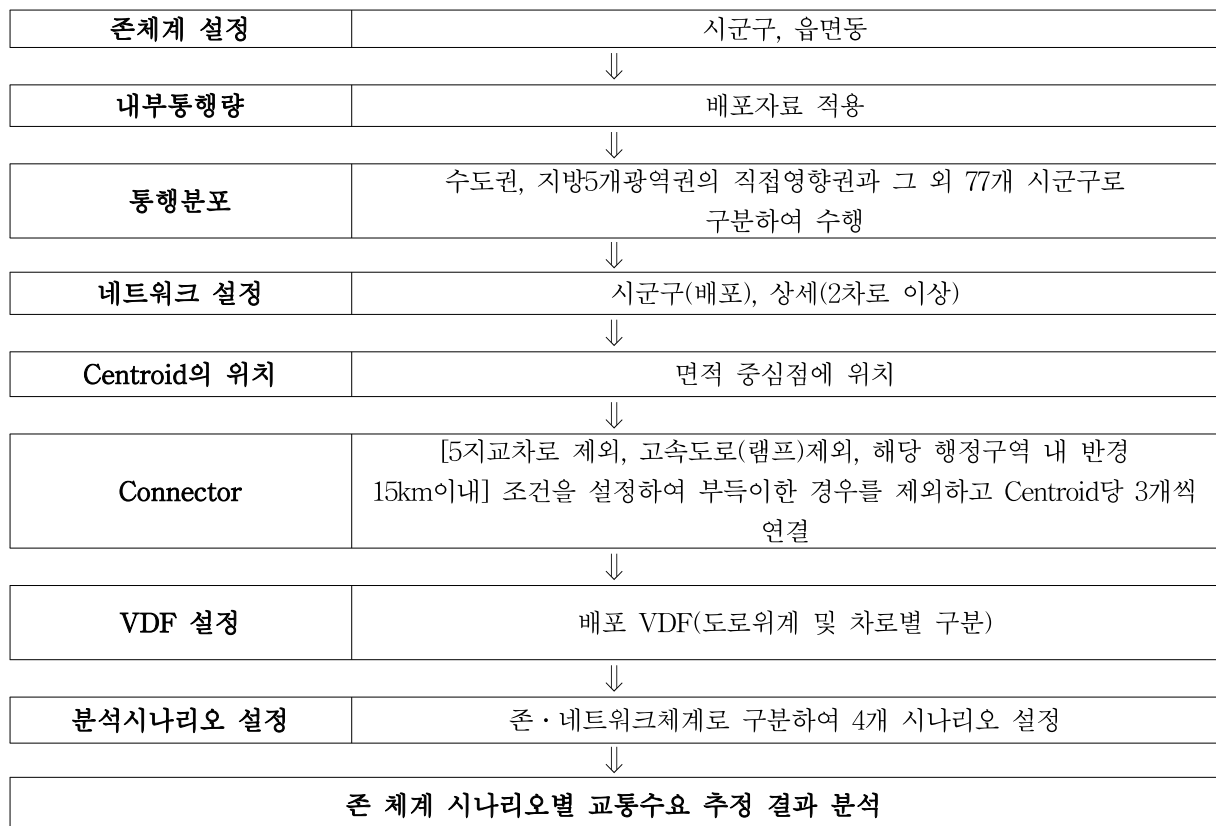 존체계 설정
시군구, 읍면동
⇓
내부통행량
배포자료 적용
⇓
통행분포
수도권, 지방5개광역권의 직접영향권과 그 외 77개 시군구로
구분하여 수행
⇓
네트워크 설정
시군구(배포), 상세(2차로 이상)
⇓
Centroid의 위치
면적 중심점에 위치
⇓
Connector
[5지교차로 제외, 고속도로(램프)제외, 해당 행정구역 내 반경
15km이내] 조건을 설정하여 부득이한 경우를 제외하고 Centroid당 3개씩
연결
⇓
VDF 설정
배포 VDF(도로위계 및 차로별 구분)
⇓
분석시나리오 설정
존·네트워크체계로 구분하여 4개 시나리오 설정
⇓
존 체계 시나리오별 교통수요 추정 결과 분석